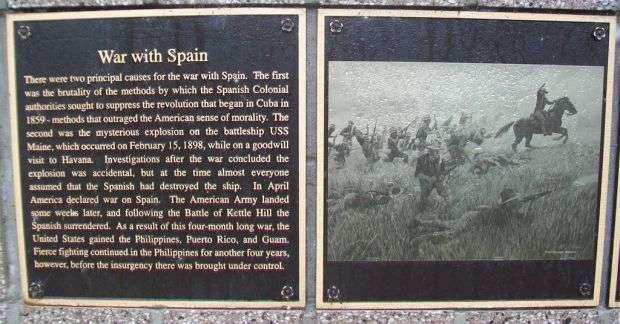 War with Spain
There were two principal causes for the war with Spain. The first
was the brutality of the methods by which the Spanish Colonial
authorities sought to suppress the revolution that began in Cuba in
1859 - methods that outraged the American sense of morality. The
second was the mysterious explosion on the battleship USS
Maine, which occurred on February 15, 1898, while on a goodwill
visit to Havana. Investigations after the war concluded the
explosion was accidental, but at the time almost everyone
assumed that the Spanish had destroyed the ship. In April
America declared war on Spain. The American Army landed
some weeks later, and following the Battle of Kettle Hill the
Spanish surrendered. As a result of this four-month long war, the
United States gained the Philippines, Puerto Rico, and Guam.
Fierce fighting continued in the Philippines for another four years,
however, before the insurgency there was brought under control.